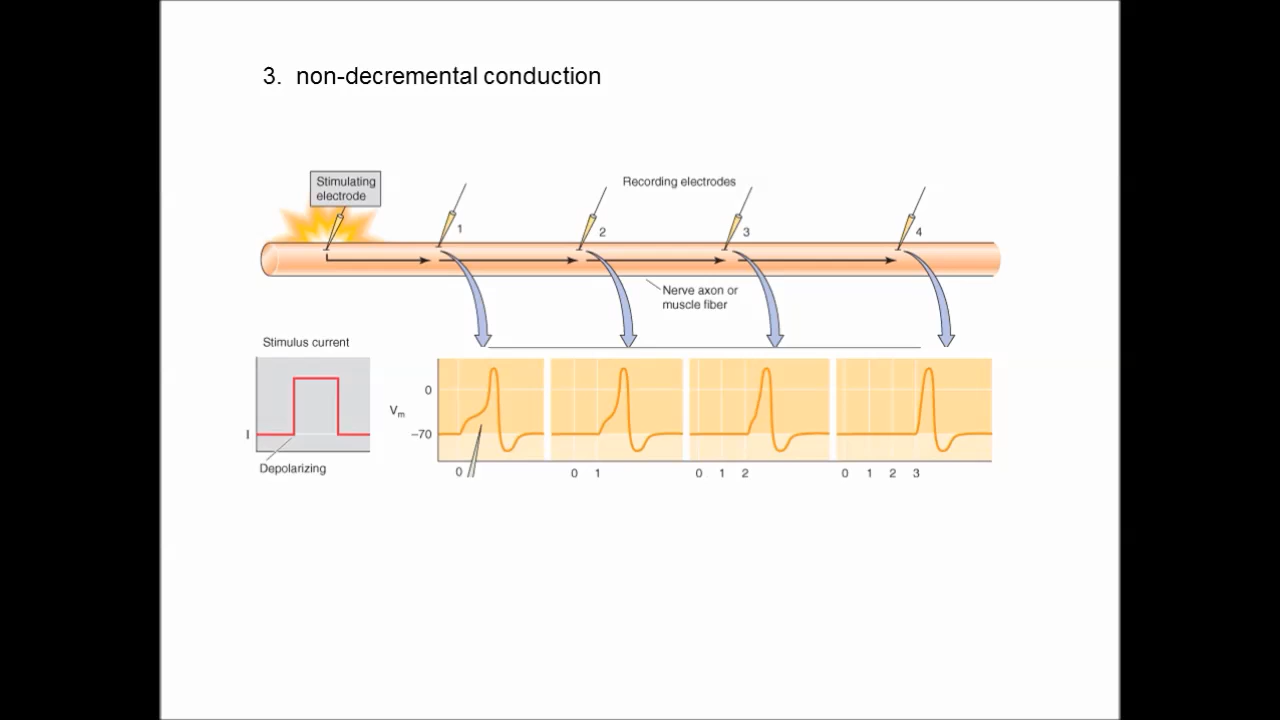 3. non-decremental conduction
Stimulating
electrode
Recording electrodes
1
2
3
4
Nerve axon or
muscle fiber
Stimulus current
I
Depolarizing
Vm
0
–70
0
0 1
0 1 2
0 1 2 3